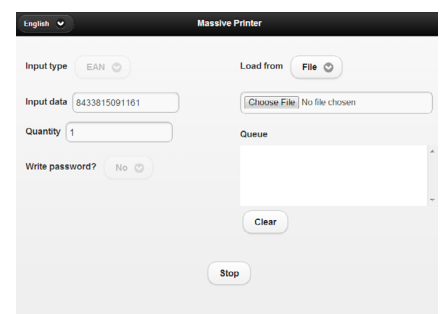 English
Massive Printer
Input type
EAN
Load from
File
Input data
8433815091161
Choose File No file chosen
Quantity
1
Queue
Write password?
No
Clear
Stop